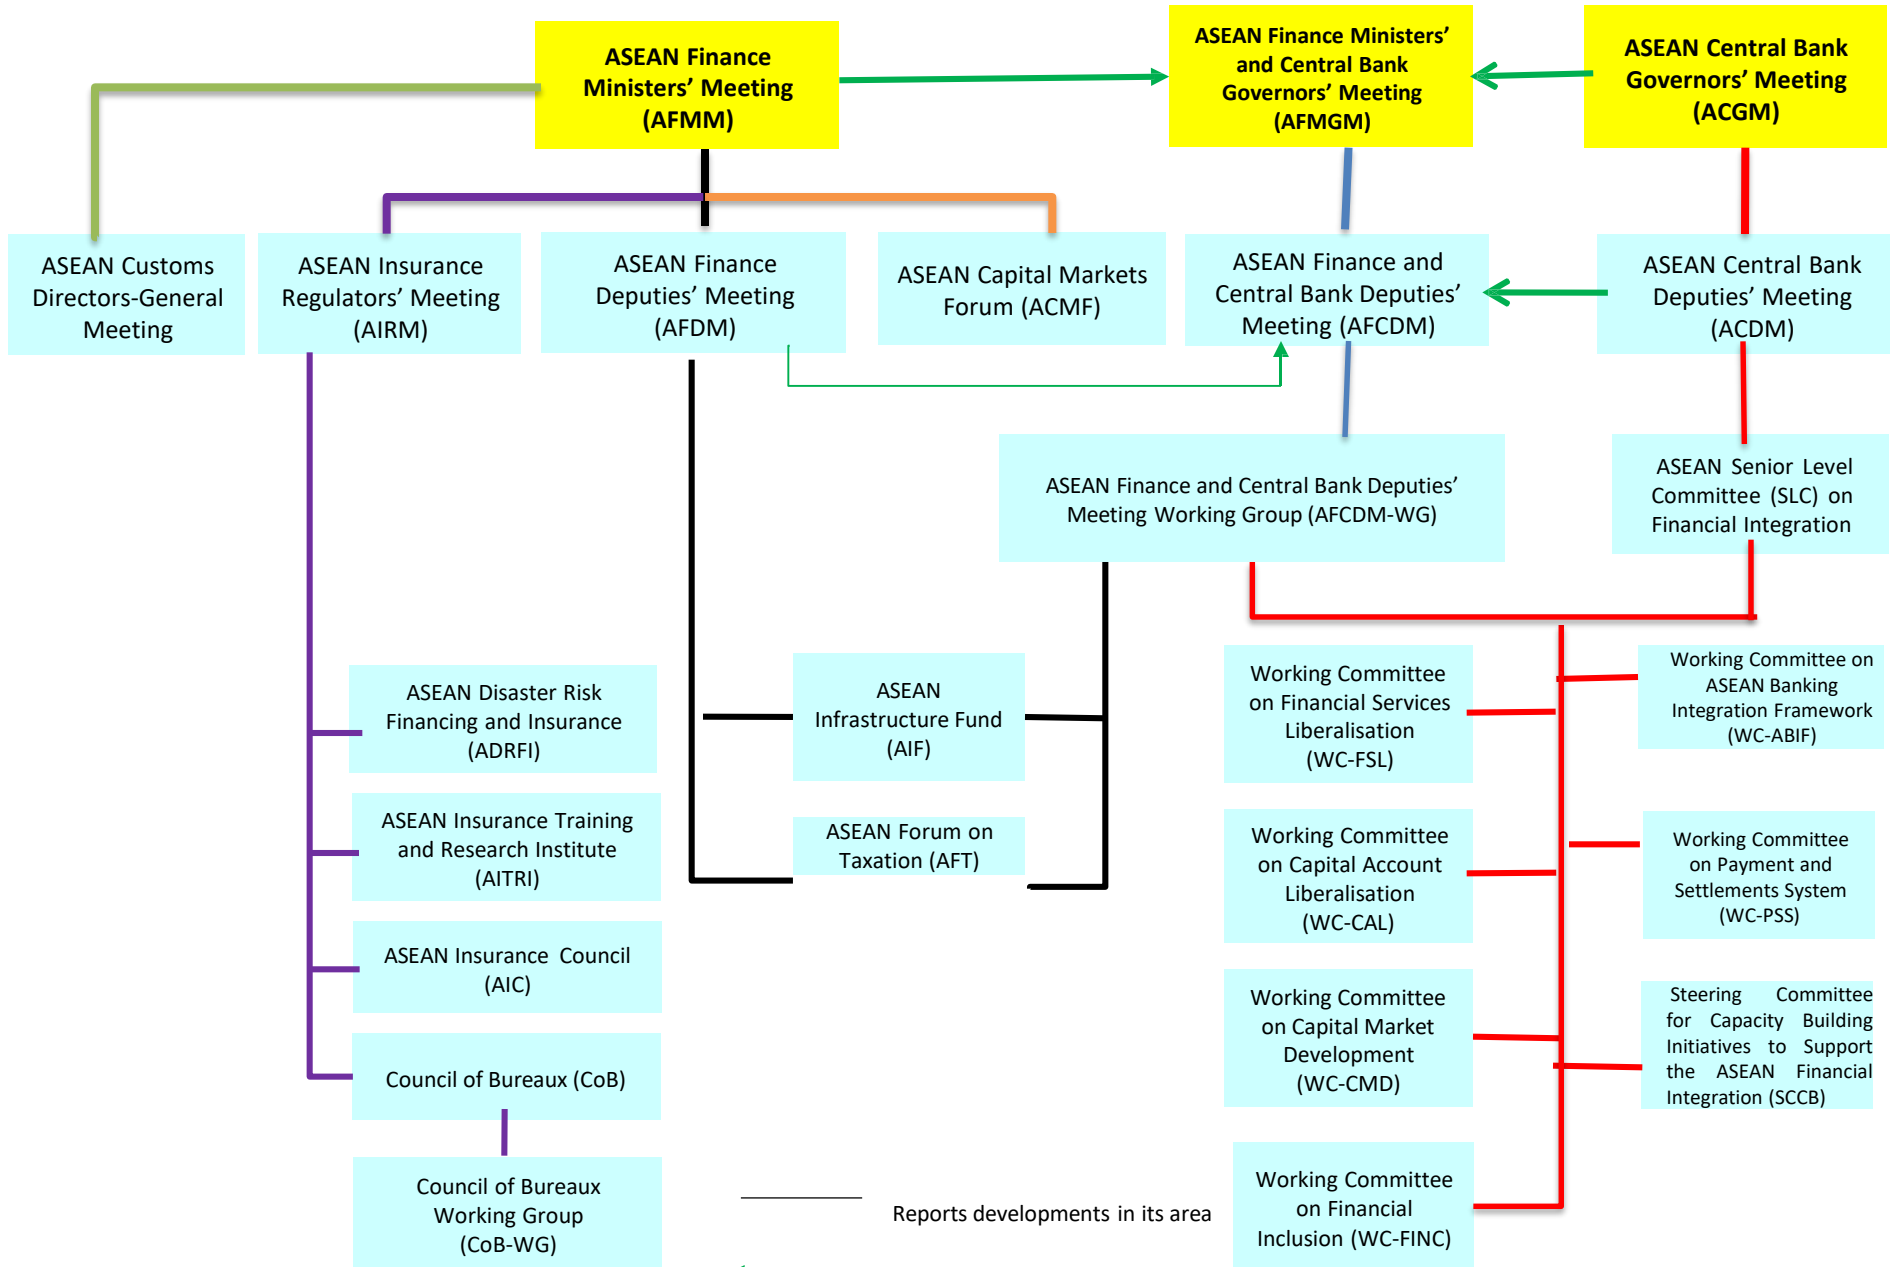 ASEAN Finance
Ministers’ Meeting
(AFMM)
ASEAN Finance Ministers’
and Central Bank
Governors’ Meeting
(AFMGM)
ASEAN Central Bank
Governors’ Meeting
(ACGM)
ASEAN Customs
Directors-General
Meeting
ASEAN Insurance
Regulators’ Meeting
(AIRM)
ASEAN Finance
Deputies’ Meeting
(AFDM)
ASEAN Capital Markets
Forum (ACMF)
ASEAN Finance and
Central Bank Deputies’
Meeting (AFCDM)
ASEAN Central Bank
Deputies’ Meeting
(ACDM)
ASEAN Finance and Central Bank Deputies’
Meeting Working Group (AFCDM-WG)
ASEAN Senior Level
Committee (SLC) on
Financial Integration
ASEAN Disaster Risk
Financing and Insurance
(ADRFI)
ASEAN Insurance Training
and Research Institute
(AITRI)
ASEAN Insurance Council
(AIC)
Council of Bureaux (CoB)
Council of Bureaux
Working Group
(CoB-WG)
ASEAN
Infrastructure Fund
(AIF)
ASEAN Forum on
Taxation (AFT)
Working Committee
on Financial Services
Liberalisation
(WC-FSL)
Working Committee
on Capital Account
Liberalisation
(WC-CAL)
Working Committee
on Capital Market
Development
(WC-CMD)
Working Committee
on Financial
Inclusion (WC-FINC)
Working Committee on
ASEAN Banking
Integration Framework
(WC-ABIF)
Working Committee
on Payment and
Settlements System
(WC-PSS)
Steering Committee
for Capacity Building
Initiatives to Support
the ASEAN Financial
Integration (SCCB)
Reports developments in its area